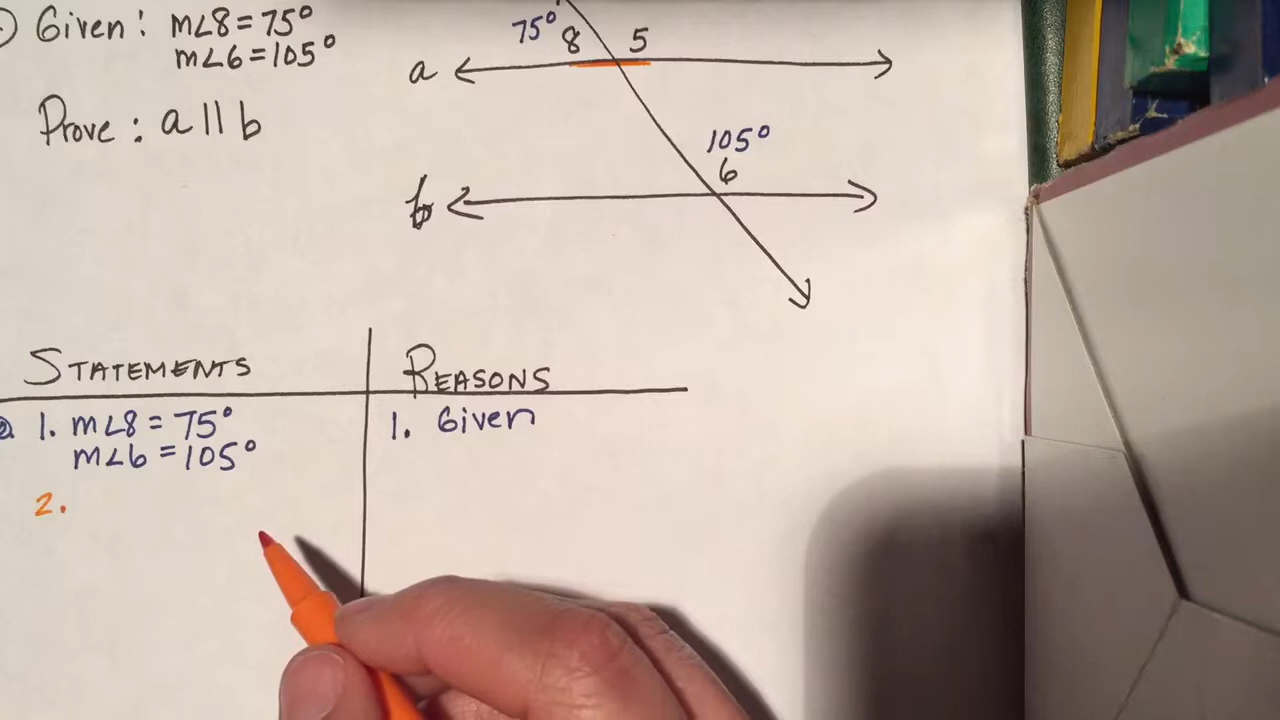 Given: m∠8 = 75°
m∠6 = 105°
Prove: a ∥ b
75°
8
5
a
105°
6
b
STATEMENTS
REASONS
1. m∠8 = 75°
m∠6 = 105°
1. Given
2.